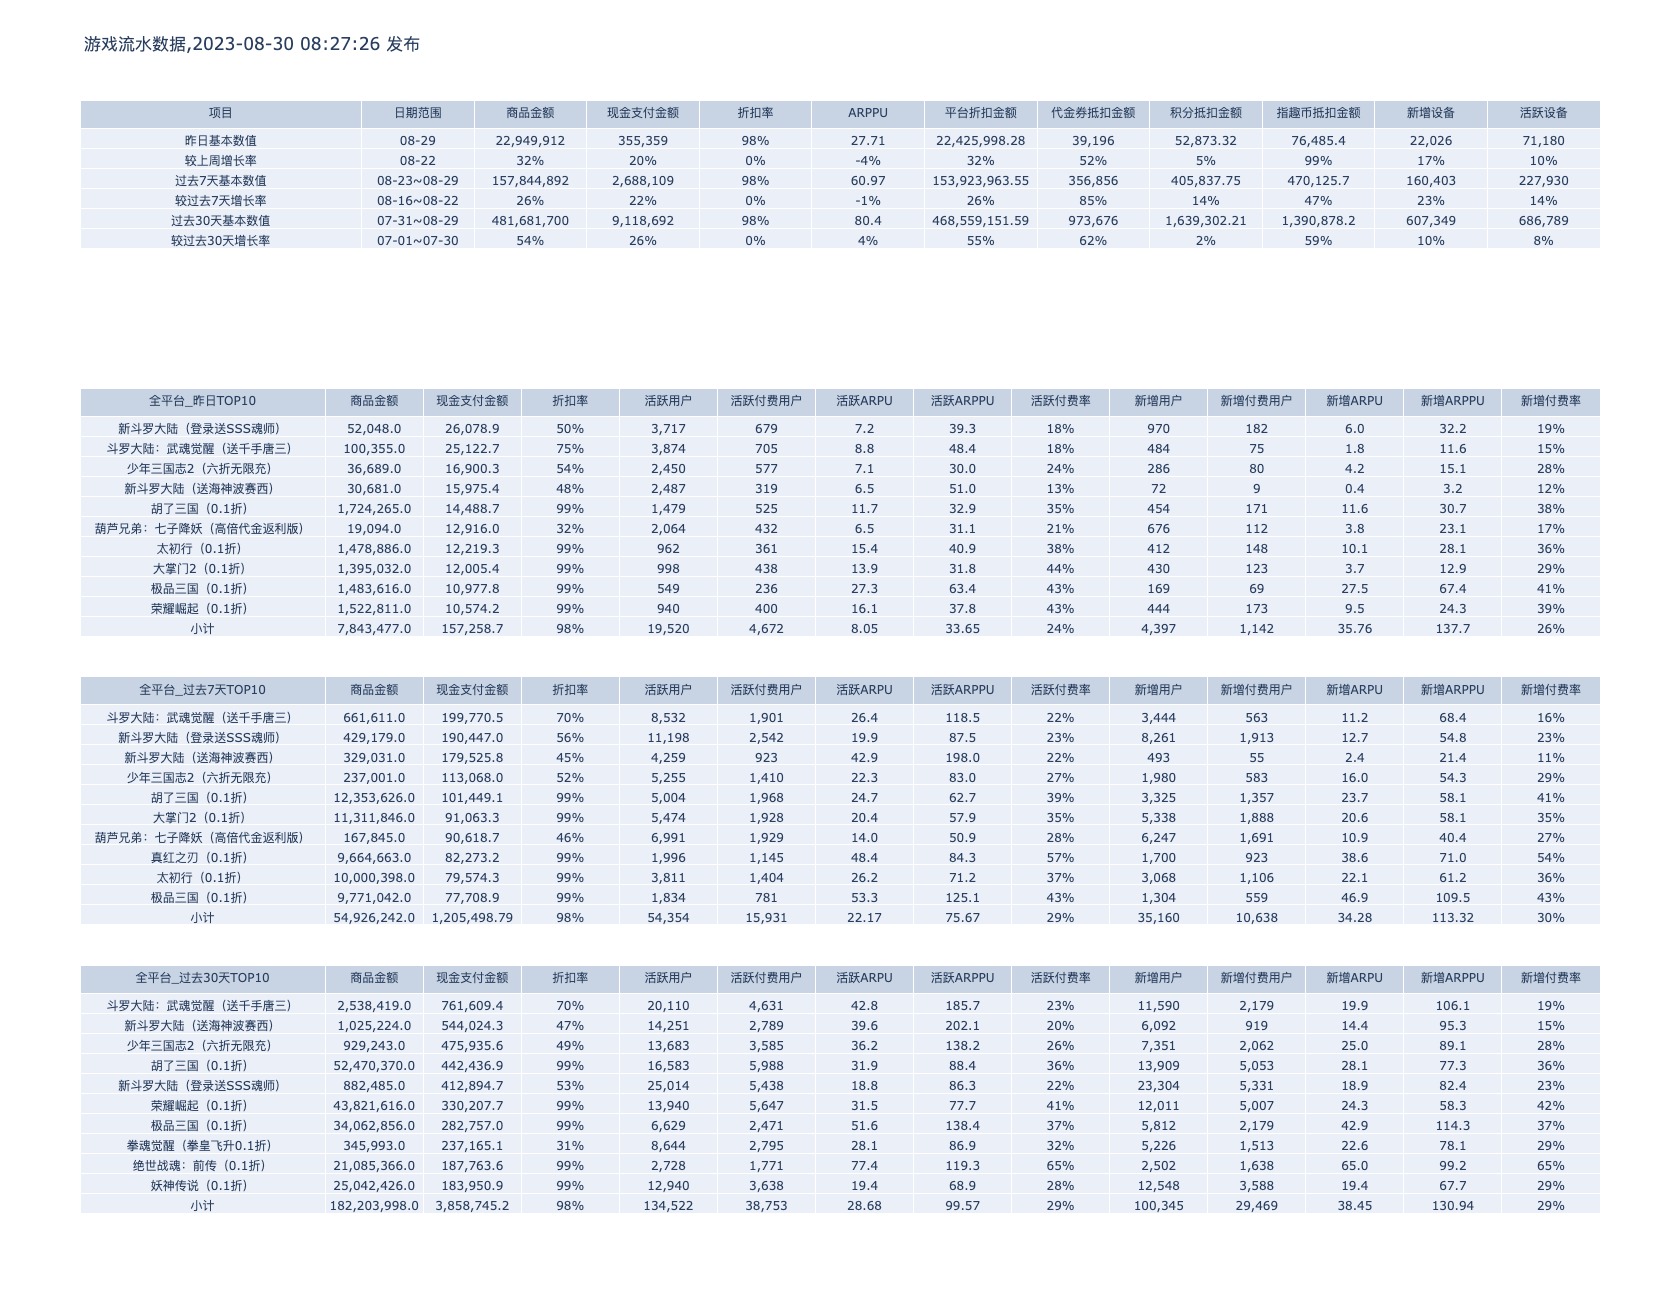 游戏流水数据,2023-08-30 08:27:26 发布
项目 日期范围 商品金额 现金支付金额 折扣率 ARPPU 平台折扣金额 代金券抵扣金额 积分抵扣金额 指趣币抵扣金额 新增设备 活跃设备
昨日基本数值 08-29 22,949,912 355,359 98% 27.71 22,425,998.28 39,196 52,873.32 76,485.4 22,026 71,180
较上周增长率 08-22 32% 20% 0% -4% 32% 52% 5% 99% 17% 10%
过去7天基本数值 08-23~08-29 157,844,892 2,688,109 98% 60.97 153,923,963.55 356,856 405,837.75 470,125.7 160,403 227,930
较过去7天增长率 08-16~08-22 26% 22% 0% -1% 26% 85% 14% 47% 23% 14%
过去30天基本数值 07-31~08-29 481,681,700 9,118,692 98% 80.4 468,559,151.59 973,676 1,639,302.21 1,390,878.2 607,349 686,789
较过去30天增长率 07-01~07-30 54% 26% 0% 4% 55% 62% 2% 59% 10% 8%
全平台_昨日TOP10 商品金额 现金支付金额 折扣率 活跃用户 活跃付费用户 活跃ARPU 活跃ARPPU 活跃付费率 新增用户 新增付费用户 新增ARPU 新增ARPPU 新增付费率
新斗罗大陆（登录送SSS魂师） 52,048.0 26,078.9 50% 3,717 679 7.2 39.3 18% 970 182 6.0 32.2 19%
斗罗大陆：武魂觉醒（送千手唐三） 100,355.0 25,122.7 75% 3,874 705 8.8 48.4 18% 484 75 1.8 11.6 15%
少年三国志2（六折无限充） 36,689.0 16,900.3 54% 2,450 577 7.1 30.0 24% 286 80 4.2 15.1 28%
新斗罗大陆（送海神波赛西） 30,681.0 15,975.4 48% 2,487 319 6.5 51.0 13% 72 9 0.4 3.2 12%
胡了三国（0.1折） 1,724,265.0 14,488.7 99% 1,479 525 11.7 32.9 35% 454 171 11.6 30.7 38%
葫芦兄弟：七子降妖（高倍代金返利版） 19,094.0 12,916.0 32% 2,064 432 6.5 31.1 21% 676 112 3.8 23.1 17%
太初行（0.1折） 1,478,886.0 12,219.3 99% 962 361 15.4 40.9 38% 412 148 10.1 28.1 36%
大掌门2（0.1折） 1,395,032.0 12,005.4 99% 998 438 13.9 31.8 44% 430 123 3.7 12.9 29%
极品三国（0.1折） 1,483,616.0 10,977.8 99% 549 236 27.3 63.4 43% 169 69 27.5 67.4 41%
荣耀崛起（0.1折） 1,522,811.0 10,574.2 99% 940 400 16.1 37.8 43% 444 173 9.5 24.3 39%
小计 7,843,477.0 157,258.7 98% 19,520 4,672 8.05 33.65 24% 4,397 1,142 35.76 137.7 26%
全平台_过去7天TOP10 商品金额 现金支付金额 折扣率 活跃用户 活跃付费用户 活跃ARPU 活跃ARPPU 活跃付费率 新增用户 新增付费用户 新增ARPU 新增ARPPU 新增付费率
斗罗大陆：武魂觉醒（送千手唐三） 661,611.0 199,770.5 70% 8,532 1,901 26.4 118.5 22% 3,444 563 11.2 68.4 16%
新斗罗大陆（登录送SSS魂师） 429,179.0 190,447.0 56% 11,198 2,542 19.9 87.5 23% 8,261 1,913 12.7 54.8 23%
新斗罗大陆（送海神波赛西） 329,031.0 179,525.8 45% 4,259 923 42.9 198.0 22% 493 55 2.4 21.4 11%
少年三国志2（六折无限充） 237,001.0 113,068.0 52% 5,255 1,410 22.3 83.0 27% 1,980 583 16.0 54.3 29%
胡了三国（0.1折） 12,353,626.0 101,449.1 99% 5,004 1,968 24.7 62.7 39% 3,325 1,357 23.7 58.1 41%
大掌门2（0.1折） 11,311,846.0 91,063.3 99% 5,474 1,928 20.4 57.9 35% 5,338 1,888 20.6 58.1 35%
葫芦兄弟：七子降妖（高倍代金返利版） 167,845.0 90,618.7 46% 6,991 1,929 14.0 50.9 28% 6,247 1,691 10.9 40.4 27%
真红之刃（0.1折） 9,664,663.0 82,273.2 99% 1,996 1,145 48.4 84.3 57% 1,700 923 38.6 71.0 54%
太初行（0.1折） 10,000,398.0 79,574.3 99% 3,811 1,404 26.2 71.2 37% 3,068 1,106 22.1 61.2 36%
极品三国（0.1折） 9,771,042.0 77,708.9 99% 1,834 781 53.3 125.1 43% 1,304 559 46.9 109.5 43%
小计 54,926,242.0 1,205,498.79 98% 54,354 15,931 22.17 75.67 29% 35,160 10,638 34.28 113.32 30%
全平台_过去30天TOP10 商品金额 现金支付金额 折扣率 活跃用户 活跃付费用户 活跃ARPU 活跃ARPPU 活跃付费率 新增用户 新增付费用户 新增ARPU 新增ARPPU 新增付费率
斗罗大陆：武魂觉醒（送千手唐三） 2,538,419.0 761,609.4 70% 20,110 4,631 42.8 185.7 23% 11,590 2,179 19.9 106.1 19%
新斗罗大陆（送海神波赛西） 1,025,224.0 544,024.3 47% 14,251 2,789 39.6 202.1 20% 6,092 919 14.4 95.3 15%
少年三国志2（六折无限充） 929,243.0 475,935.6 49% 13,683 3,585 36.2 138.2 26% 7,351 2,062 25.0 89.1 28%
胡了三国（0.1折） 52,470,370.0 442,436.9 99% 16,583 5,988 31.9 88.4 36% 13,909 5,053 28.1 77.3 36%
新斗罗大陆（登录送SSS魂师） 882,485.0 412,894.7 53% 25,014 5,438 18.8 86.3 22% 23,304 5,331 18.9 82.4 23%
荣耀崛起（0.1折） 43,821,616.0 330,207.7 99% 13,940 5,647 31.5 77.7 41% 12,011 5,007 24.3 58.3 42%
极品三国（0.1折） 34,062,856.0 282,757.0 99% 6,629 2,471 51.6 138.4 37% 5,812 2,179 42.9 114.3 37%
拳魂觉醒（拳皇飞升0.1折） 345,993.0 237,165.1 31% 8,644 2,795 28.1 86.9 32% 5,226 1,513 22.6 78.1 29%
绝世战魂：前传（0.1折） 21,085,366.0 187,763.6 99% 2,728 1,771 77.4 119.3 65% 2,502 1,638 65.0 99.2 65%
妖神传说（0.1折） 25,042,426.0 183,950.9 99% 12,940 3,638 19.4 68.9 28% 12,548 3,588 19.4 67.7 29%
小计 182,203,998.0 3,858,745.2 98% 134,522 38,753 28.68 99.57 29% 100,345 29,469 38.45 130.94 29%